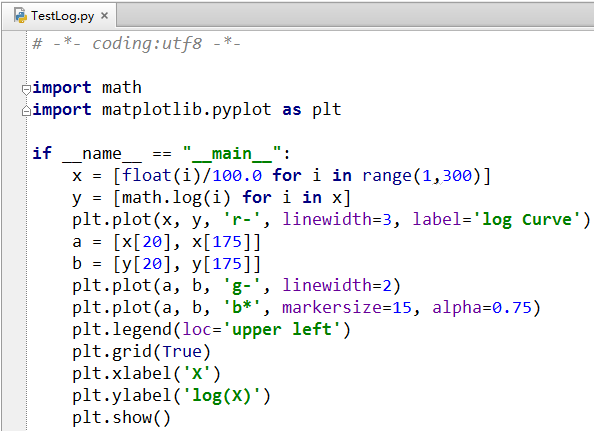 TestLog.py ×
# -*- coding:utf8 -*-
import math
import matplotlib.pyplot as plt
if __name__ == "__main__":
    x = [float(i)/100.0 for i in range(1,300)]
    y = [math.log(i) for i in x]
    plt.plot(x, y, 'r-', linewidth=3, label='log Curve')
    a = [x[20], x[175]]
    b = [y[20], y[175]]
    plt.plot(a, b, 'g-', linewidth=2)
    plt.plot(a, b, 'b*', markersize=15, alpha=0.75)
    plt.legend(loc='upper left')
    plt.grid(True)
    plt.xlabel('X')
    plt.ylabel('log(X)')
    plt.show()